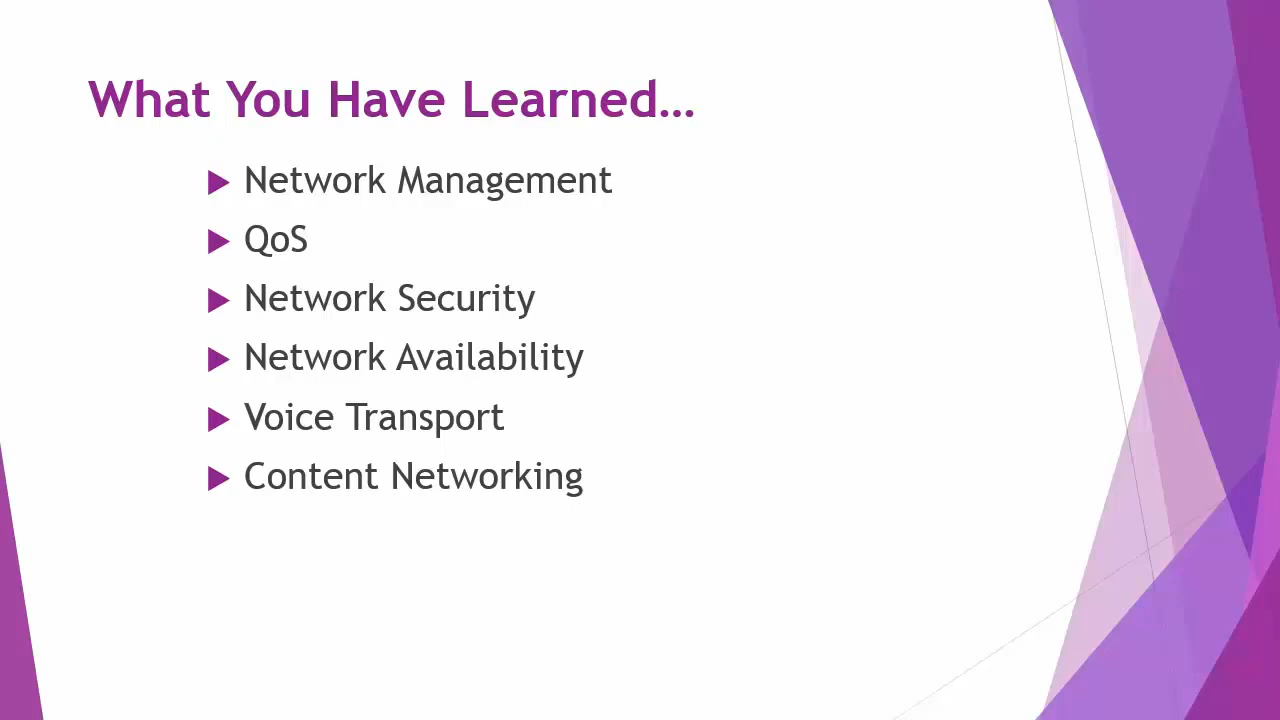 What You Have Learned…
Network Management
QoS
Network Security
Network Availability
Voice Transport
Content Networking